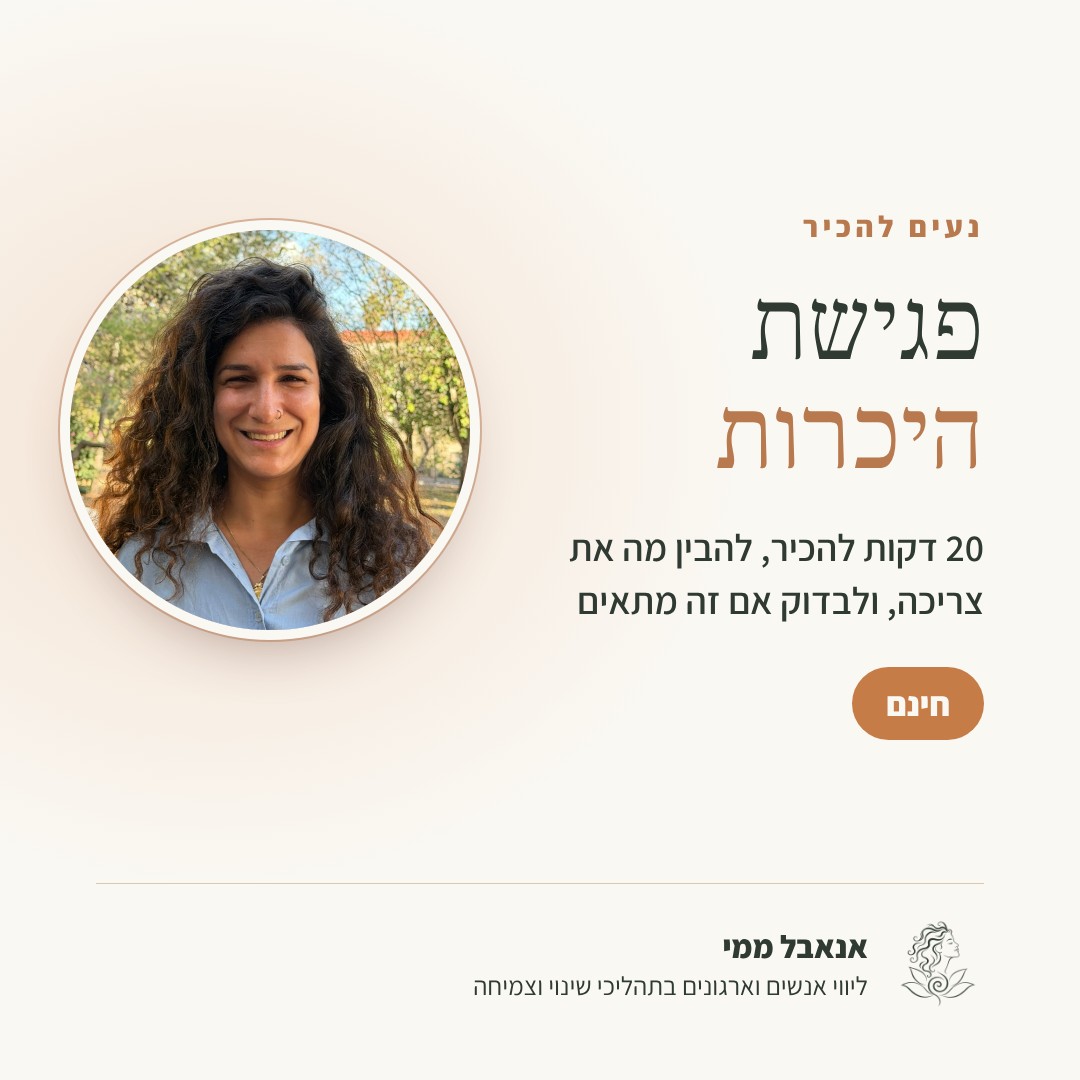 נעים להכיר
פגישת
היכרות
20 דקות להכיר, להבין מה את
צריכה, ולבדוק אם זה מתאים
חינם
אנאבל ממי
ליווי אנשים וארגונים בתהליכי שינוי וצמיחה